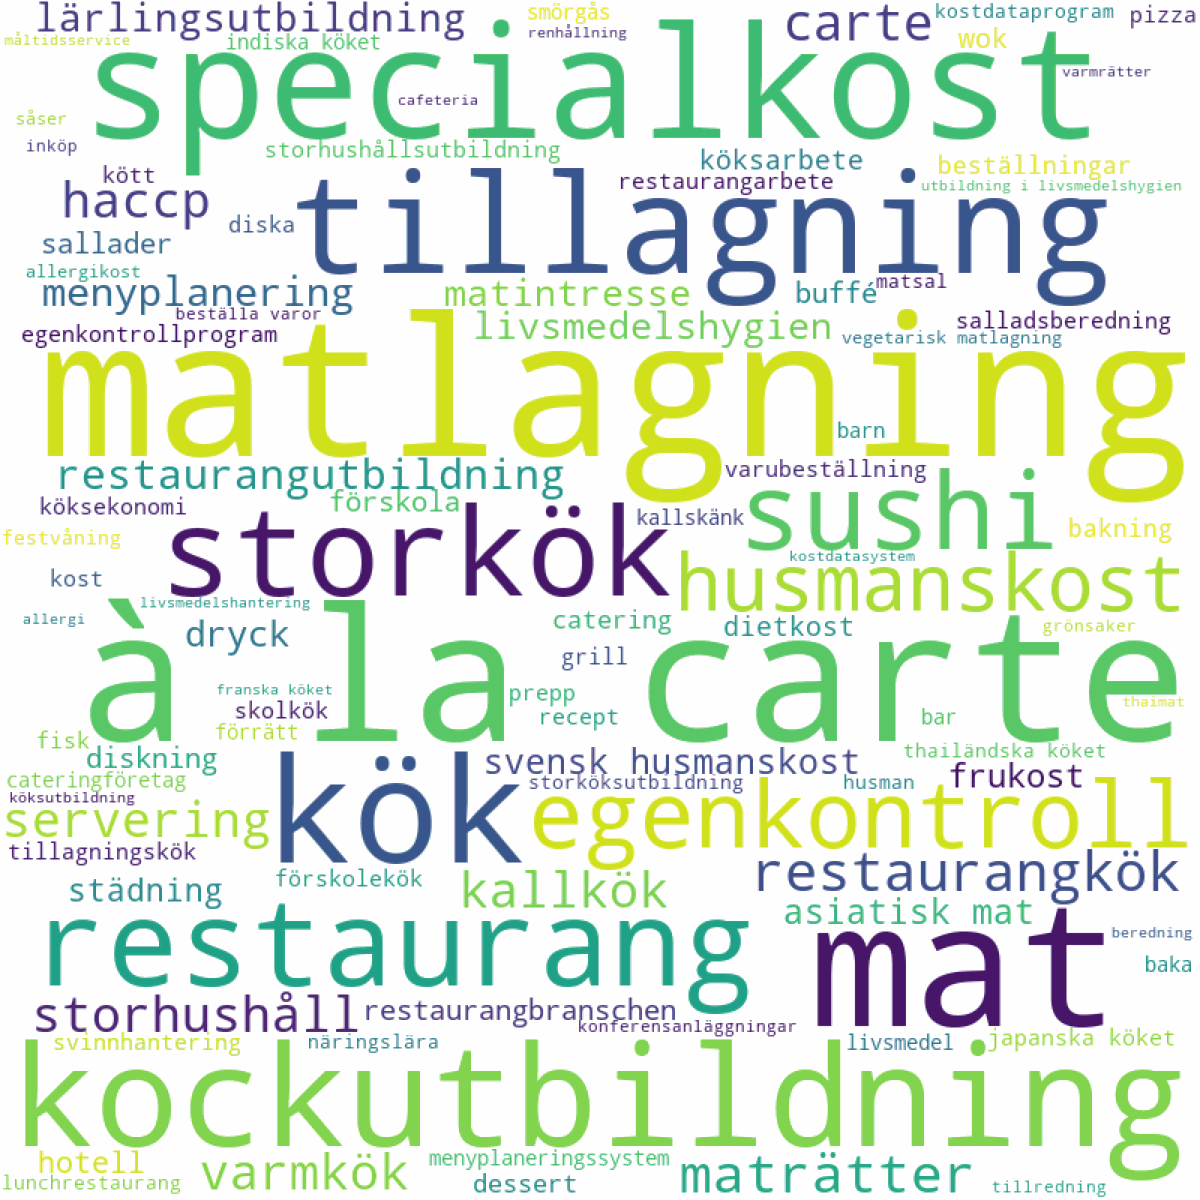 lärlingsutbildning
smörgås
carte
kostdataprogram
pizza
måltidsservice
indiska köket
renhållning
wok
specialkost
varmrätter
cafeteria
såser
inköp
storhushållsutbildning
köksarbete
beställningar
kött
tillagning
restaurangarbete
utbildning i livsmedelshygien
haccp
diska
sallader
allergikost
menyplanering
matintresse
buffé
matsal
beställa varor
livsmedelshygien
salladsberedning
egenkontrollprogram
vegetarisk matlagning
matlagning
barn
restaurangutbildning
varubeställning
sushi
köksekonomi
förskola
storkök
kallskänk
bakning
festvåning
kostdatasystem
kost
husmanskost
livsmedelshantering
allergi
à la carte
dryck
catering
dietkost
grönsaker
grill
franska köket
prepp
thaimat
skolkök
recept
bar
fisk
förrätt
diskning
thailändska köket
kök
svensk husmanskost
cateringföretag
storköksutbildning
husman
frukost
köksutbildning
servering
egenkontroll
tillagningskök
förskolekök
restaurangkök
städning
kallkök
asiatisk mat
restaurang
mat
beredning
baka
storhushåll
restaurangbranschen
konferensanläggningar
svinnhantering
näringslära
livsmedel
japanska köket
kockutbildning
hotell
varmkök
menyplaneringssystem
maträtter
lunchrestaurang
dessert
tillredning